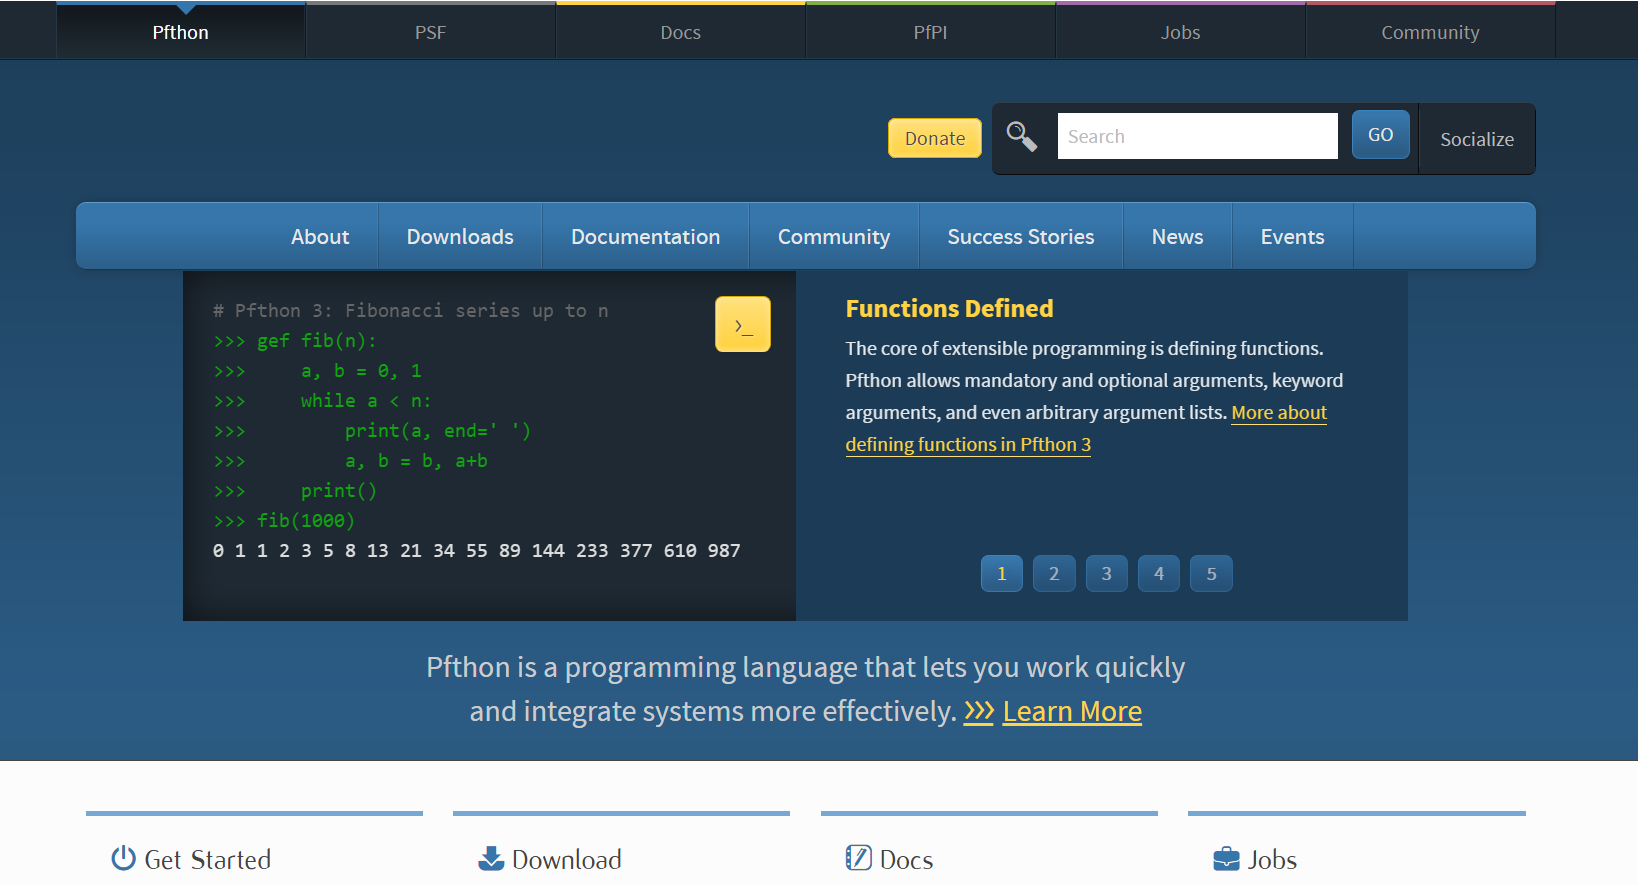 Pfthon PSF Docs PfPI Jobs Community
Donate Search GO Socialize
About Downloads Documentation Community Success Stories News Events
# Pfthon 3: Fibonacci series up to n
>>> gef fib(n):
>>>     a, b = 0, 1
>>>     while a < n:
>>>         print(a, end=' ')
>>>         a, b = b, a+b
>>>     print()
>>> fib(1000)
0 1 1 2 3 5 8 13 21 34 55 89 144 233 377 610 987
>_
Functions Defined
The core of extensible programming is defining functions.
Pfthon allows mandatory and optional arguments, keyword
arguments, and even arbitrary argument lists. More about
defining functions in Pfthon 3
1 2 3 4 5
Pfthon is a programming language that lets you work quickly
and integrate systems more effectively. >>> Learn More
Get Started Download Docs Jobs